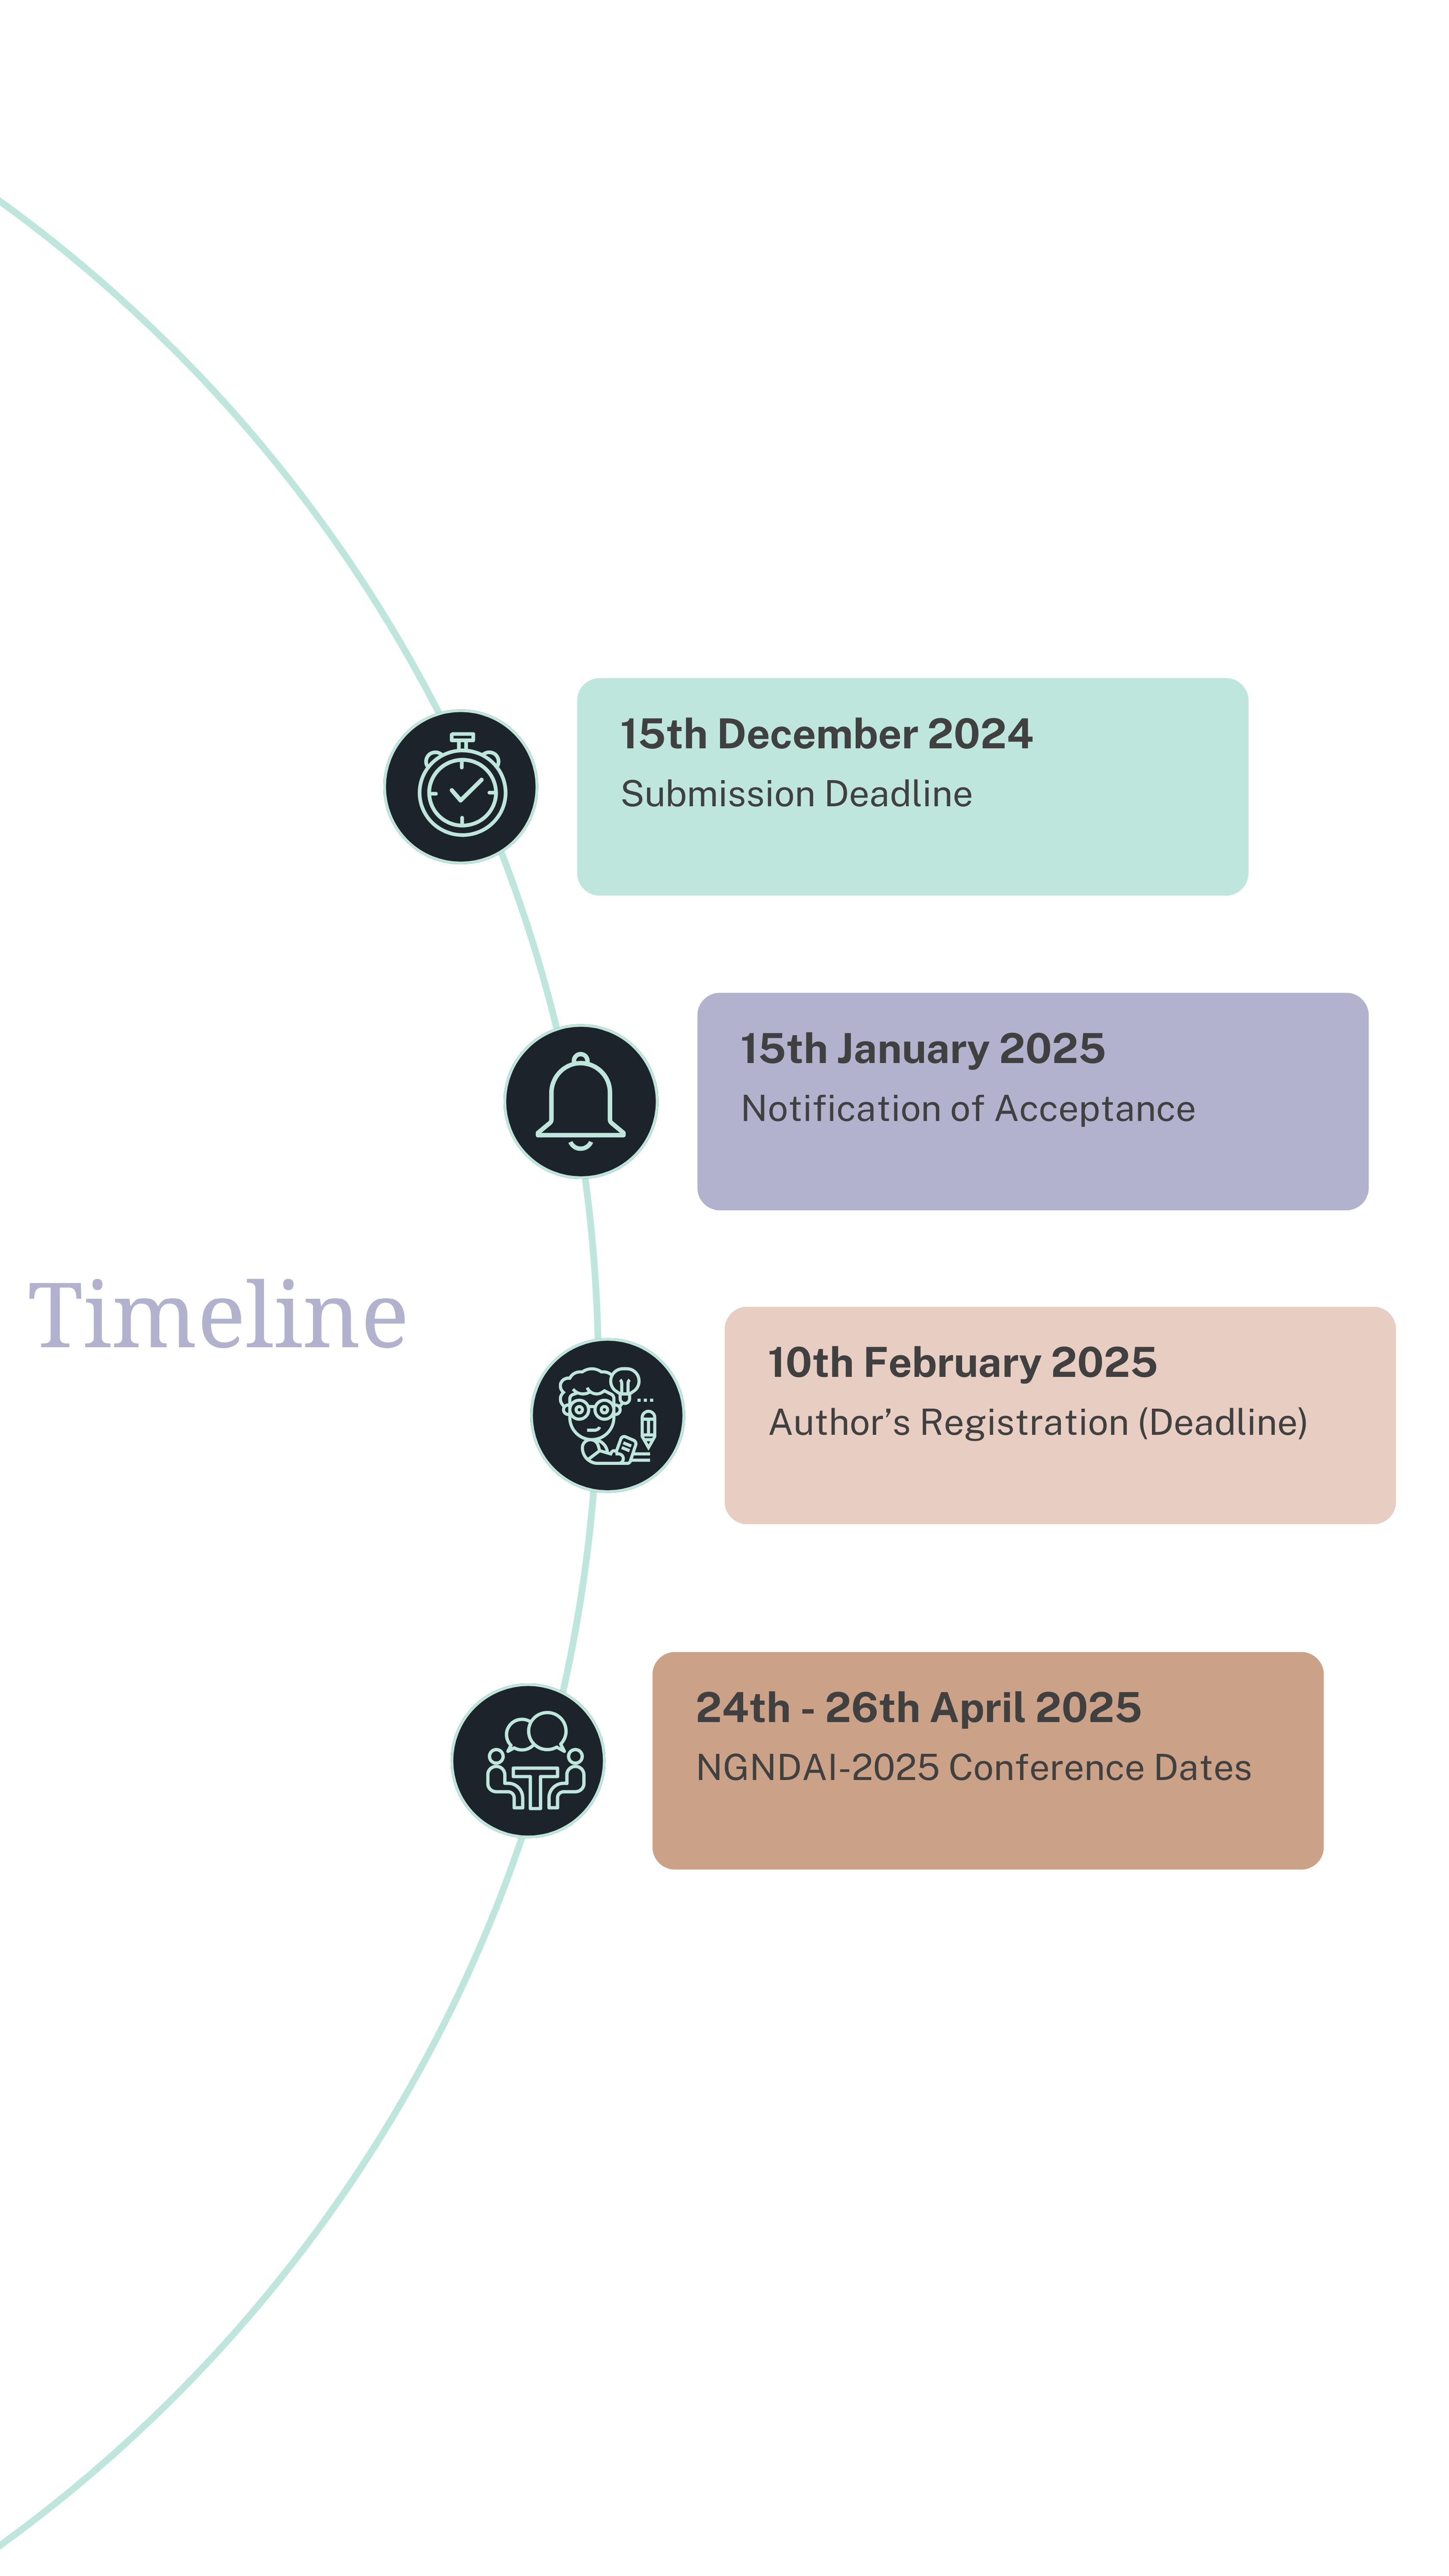 15th December 2024
Submission Deadline
15th January 2025
Notification of Acceptance
Timeline
10th February 2025
Author’s Registration (Deadline)
24th - 26th April 2025
NGNDAI-2025 Conference Dates